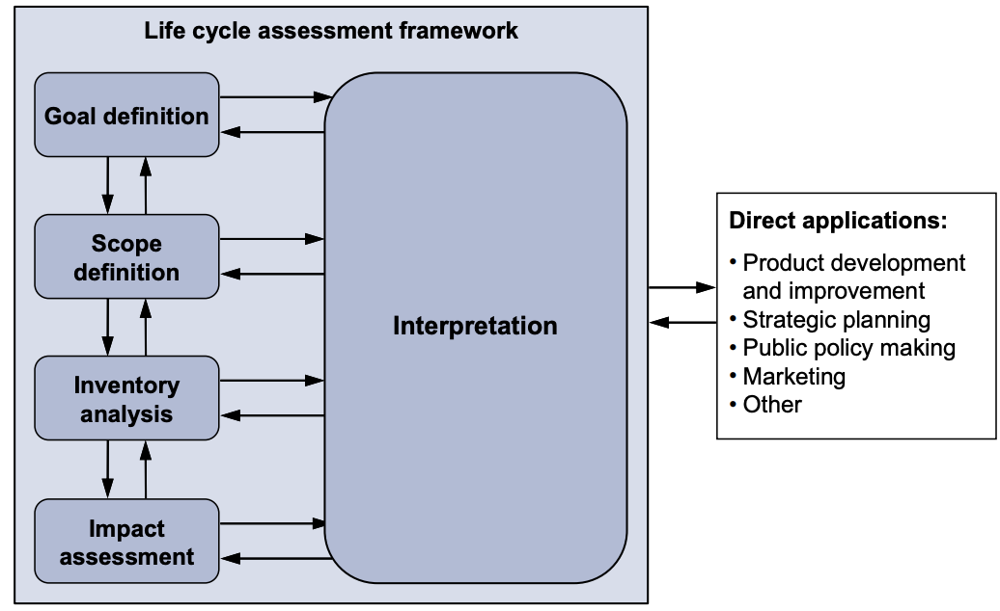 Life cycle assessment framework
Goal definition
Scope
definition
Inventory
analysis
Impact
assessment
Interpretation
Direct applications:
• Product development
and improvement
• Strategic planning
• Public policy making
• Marketing
• Other